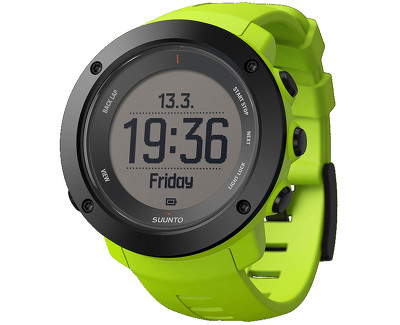 BACK LAP
START STOP
13.3.
19:36
NEXT
VIEW
Friday
LIGHT LOCK
SUUNTO